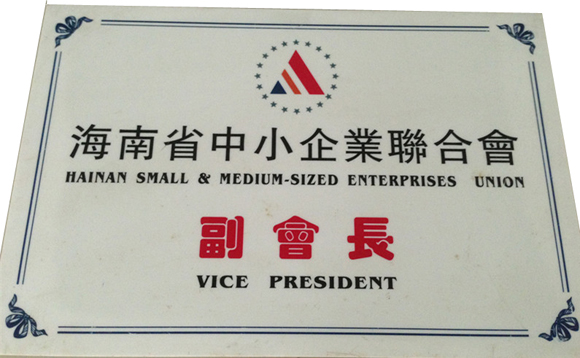 海南省中小企業聯合會
HAINAN SMALL & MEDIUM-SIZED ENTERPRISES UNION
副會長
VICE PRESIDENT